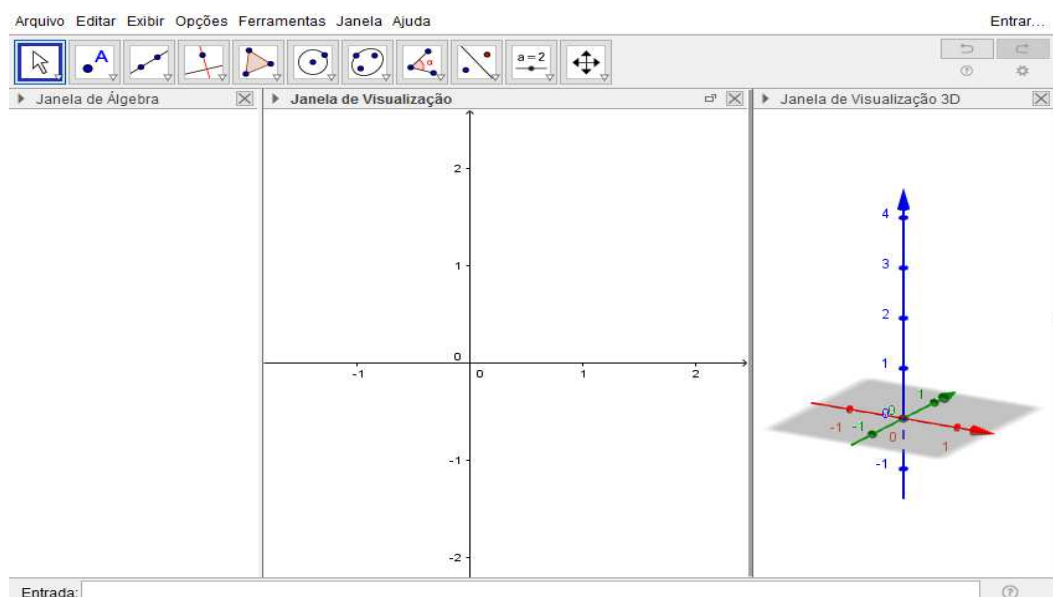 Arquivo Editar Exibir Opções Ferramentas Janela Ajuda Entrar...
A α a=2
Janela de Álgebra Janela de Visualização Janela de Visualização 3D
2
1
0
-1 0 1 2
-1
-2
4
3
2
1
0 0 1
-1 -1 0 1
-1
Entrada: